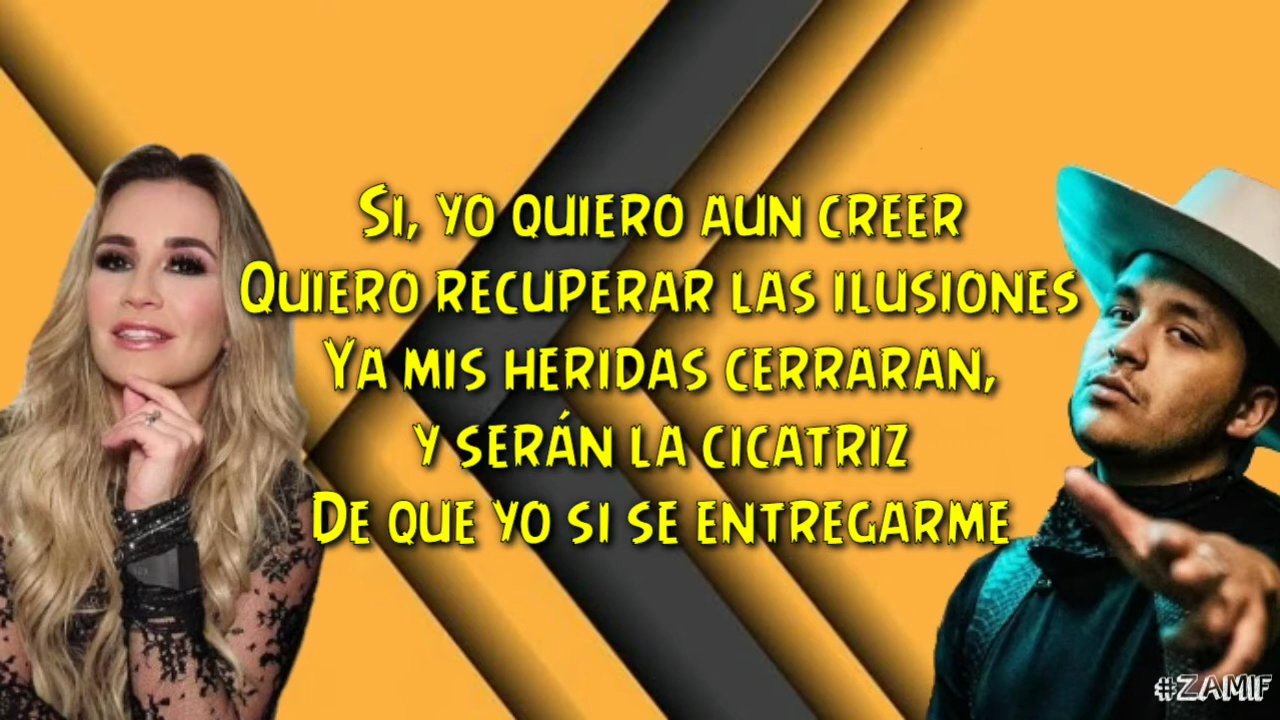 Si, yo quiero aun creer
Quiero recuperar las ilusiones
Ya mis heridas cerraran,
y serán la cicatriz
De que yo si se entregarme
#ZAMIF